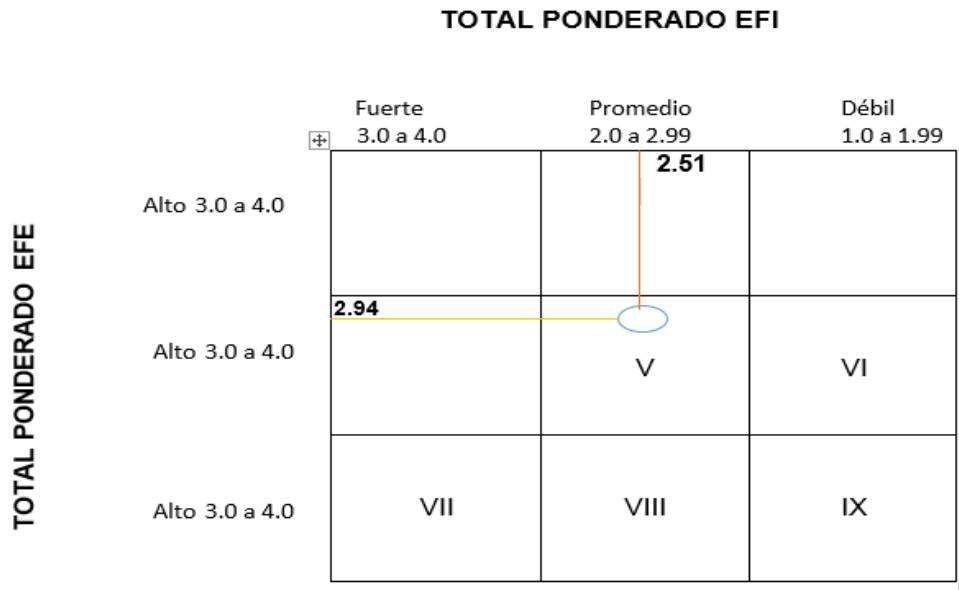 TOTAL PONDERADO EFI
Fuerte
3.0 a 4.0
Promedio
2.0 a 2.99
Débil
1.0 a 1.99
2.51
Alto 3.0 a 4.0
2.94
Alto 3.0 a 4.0
V
VI
Alto 3.0 a 4.0
VII
VIII
IX
TOTAL PONDERADO EFE